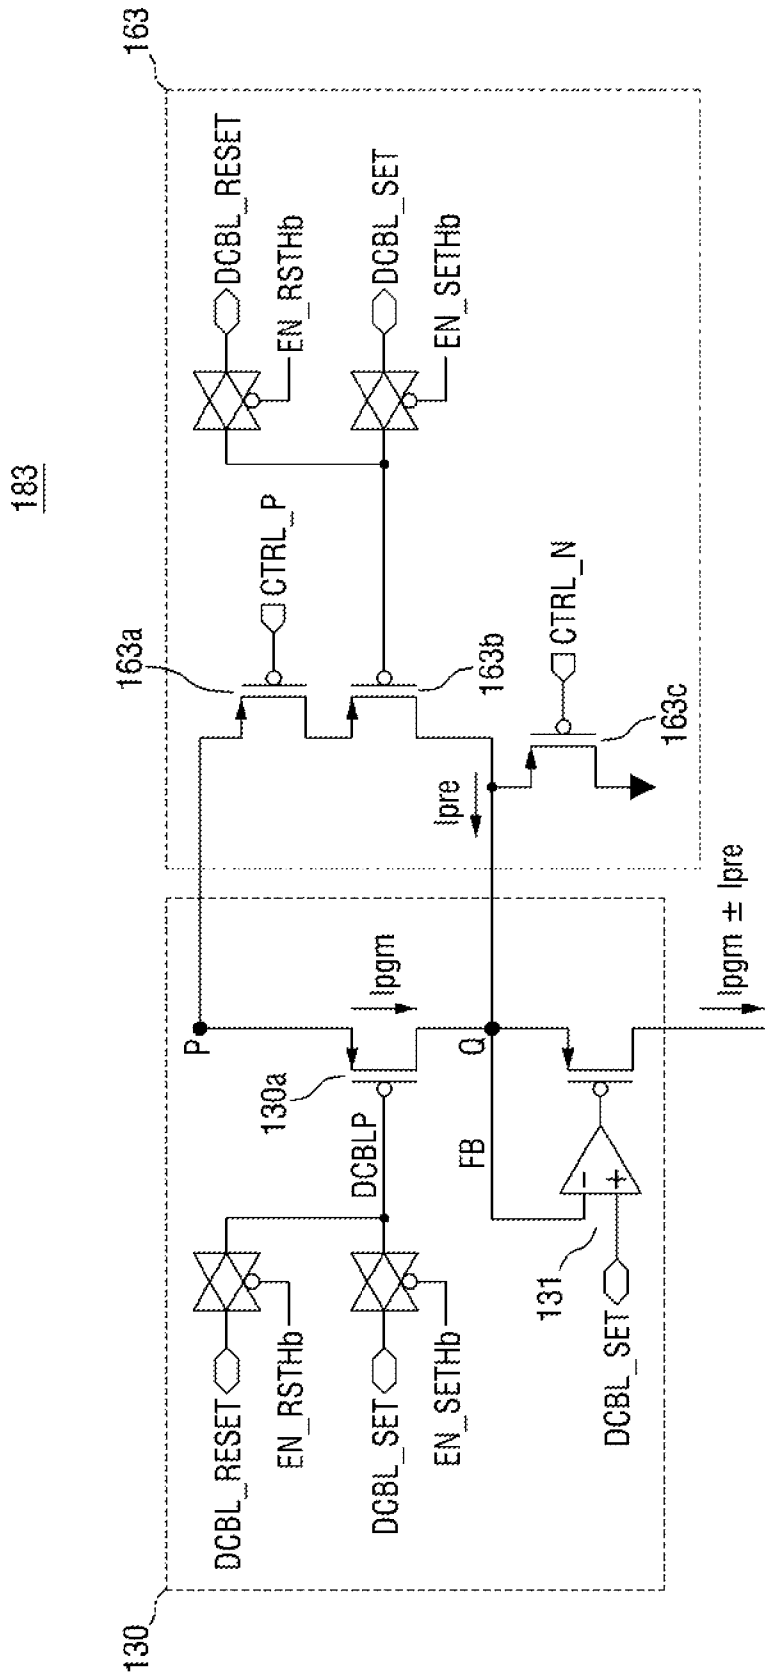 183
130
163
DCBL_RESET
EN_RSTHb
DCBL_SET
EN_SETHb
DCBLP
130a
P
Ipgm
FB
Q
131
DCBL_SET
Ipgm ± Ipre
163a
CTRL_P
DCBL_RESET
EN_RSTHb
DCBL_SET
EN_SETHb
163b
Ipre
CTRL_N
163c
− +